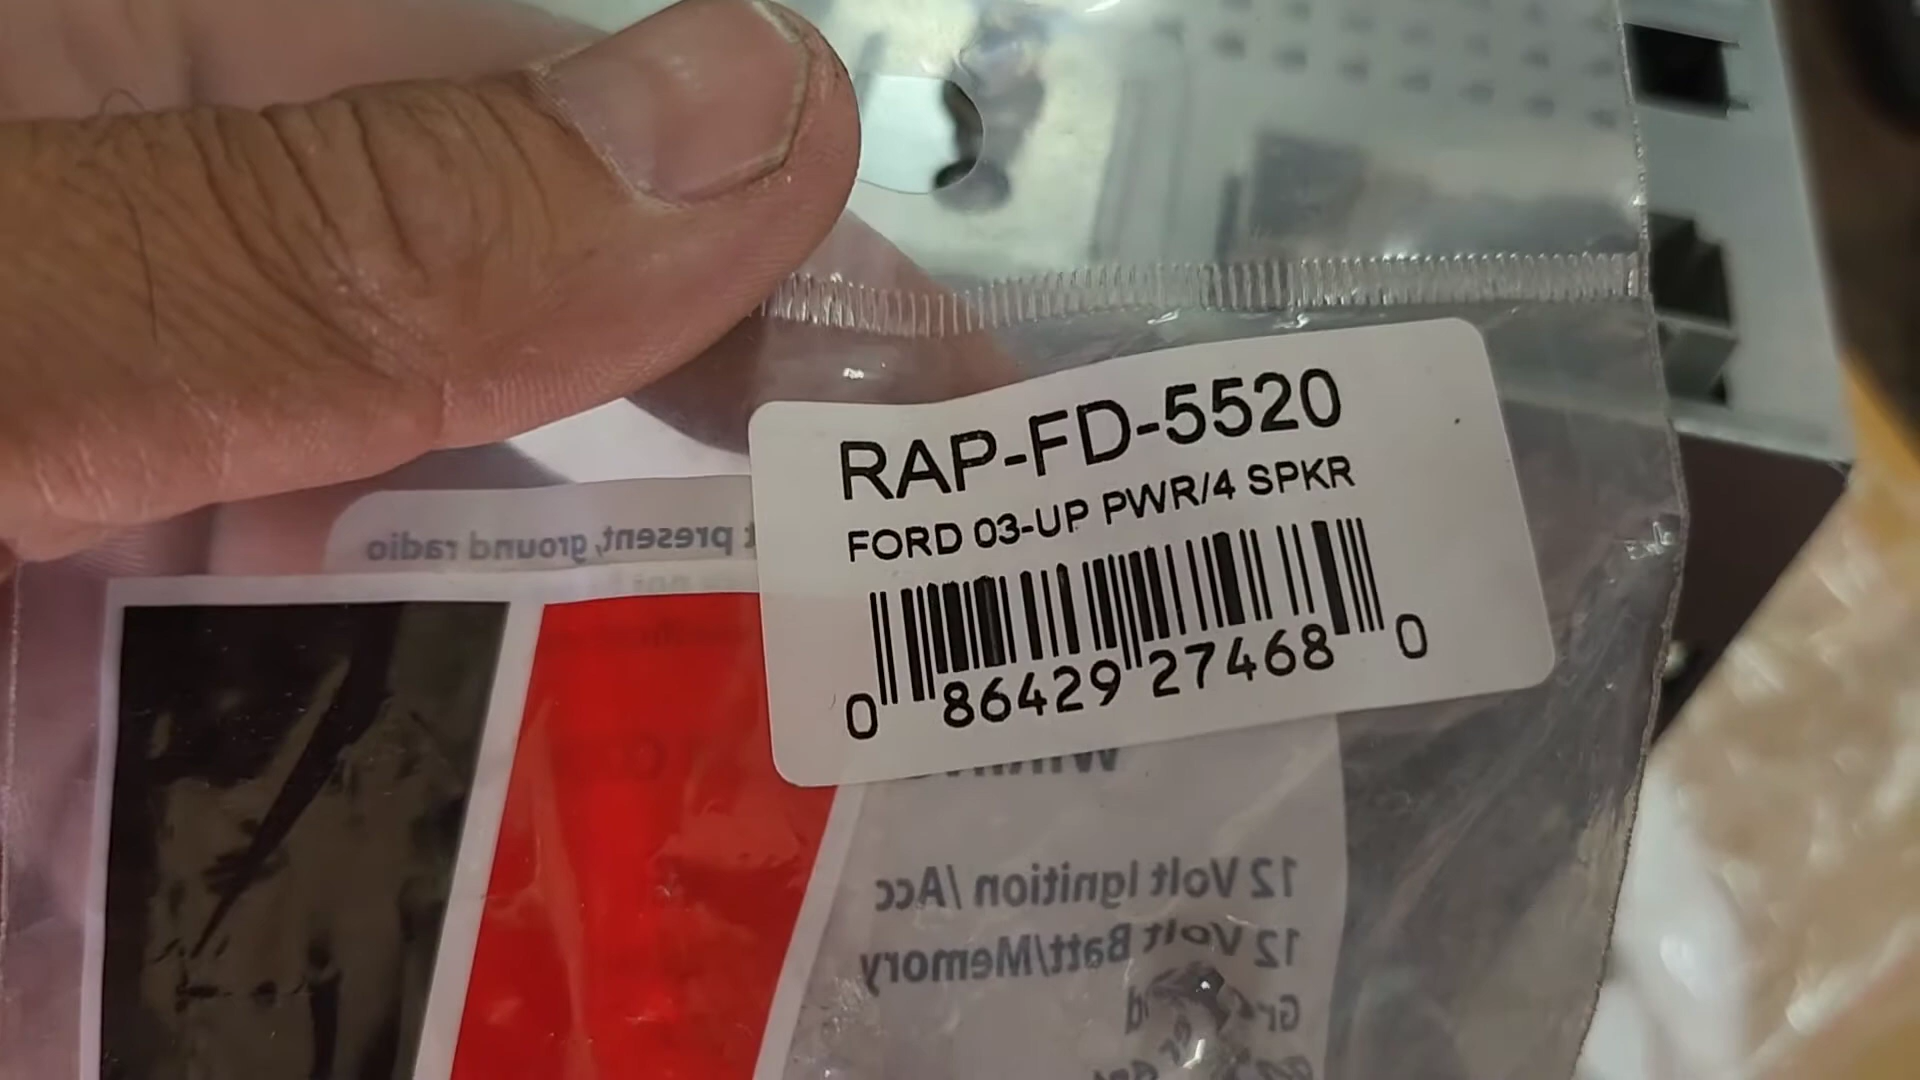 RAP-FD-5520
FORD 03-UP PWR/4 SPKR
0 86429 27468 0
present, ground radio
12 Volt Ignition /Acc
12 Volt Batt/Memory